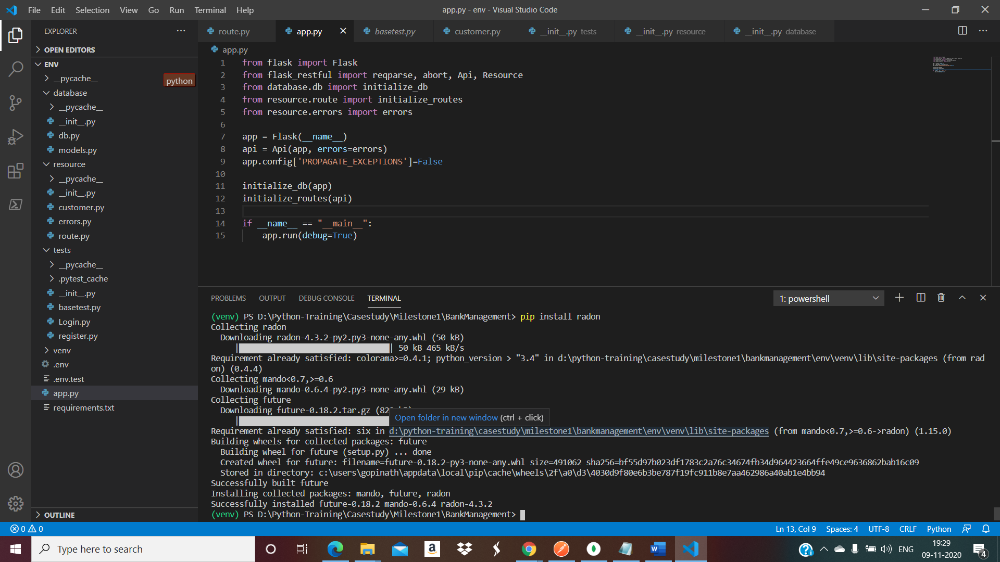 File Edit Selection View Go Run Terminal Help
app.py - env - Visual Studio Code
EXPLORER
OPEN EDITORS
ENV
__pycache__
python
database
__pycache__
__init__.py
db.py
models.py
resource
__pycache__
__init__.py
customer.py
errors.py
route.py
tests
__pycache__
.pytest_cache
__init__.py
basetest.py
Login.py
register.py
venv
.env
.env.test
app.py
requirements.txt
OUTLINE
route.py app.py basetest.py customer.py __init__.py tests __init__.py resource __init__.py database
app.py
1 from flask import Flask
2 from flask_restful import reqparse, abort, Api, Resource
3 from database.db import initialize_db
4 from resource.route import initialize_routes
5 from resource.errors import errors
6
7 app = Flask(__name__)
8 api = Api(app, errors=errors)
9 app.config['PROPAGATE_EXCEPTIONS']=False
10
11 initialize_db(app)
12 initialize_routes(api)
13
14 if __name__ == "__main__":
15 app.run(debug=True)
PROBLEMS OUTPUT DEBUG CONSOLE TERMINAL
1: powershell
(venv) PS D:\Python-Training\Casestudy\Milestone1\BankManagement> pip install radon
Collecting radon
Downloading radon-4.3.2-py2.py3-none-any.whl (50 kB)
| 50 kB 465 kB/s
Requirement already satisfied: colorama>=0.4.1; python_version > "3.4" in d:\python-training\casestudy\milestone1\bankmanagement\env\venv\lib\site-packages (from rad
on) (0.4.4)
Collecting mando<0.7,>=0.6
Downloading mando-0.6.4-py2.py3-none-any.whl (29 kB)
Collecting future
Downloading future-0.18.2.tar.gz (82
Open folder in new window (ctrl + click)
Requirement already satisfied: six in d:\python-training\casestudy\milestone1\bankmanagement\env\venv\lib\site-packages (from mando<0.7,>=0.6->radon) (1.15.0)
Building wheels for collected packages: future
Building wheel for future (setup.py) ... done
Created wheel for future: filename=future-0.18.2-py3-none-any.whl size=491062 sha256=bf55d97b023df1783c2a76c34674fb34d964423664ffe49ce9636862bab16c09
Stored in directory: c:\users\gopinath\appdata\local\pip\cache\wheels\2f\a0\d3\4030d9f80e6b3be787f19fc911b8e7aa462986a40ab1e4bb94
Successfully built future
Installing collected packages: mando, future, radon
Successfully installed future-0.18.2 mando-0.6.4 radon-4.3.2
(venv) PS D:\Python-Training\Casestudy\Milestone1\BankManagement>
0 0
Ln 13, Col 9 Spaces: 4 UTF-8 CRLF Python
Type here to search
ENG
19:29
09-11-2020
4